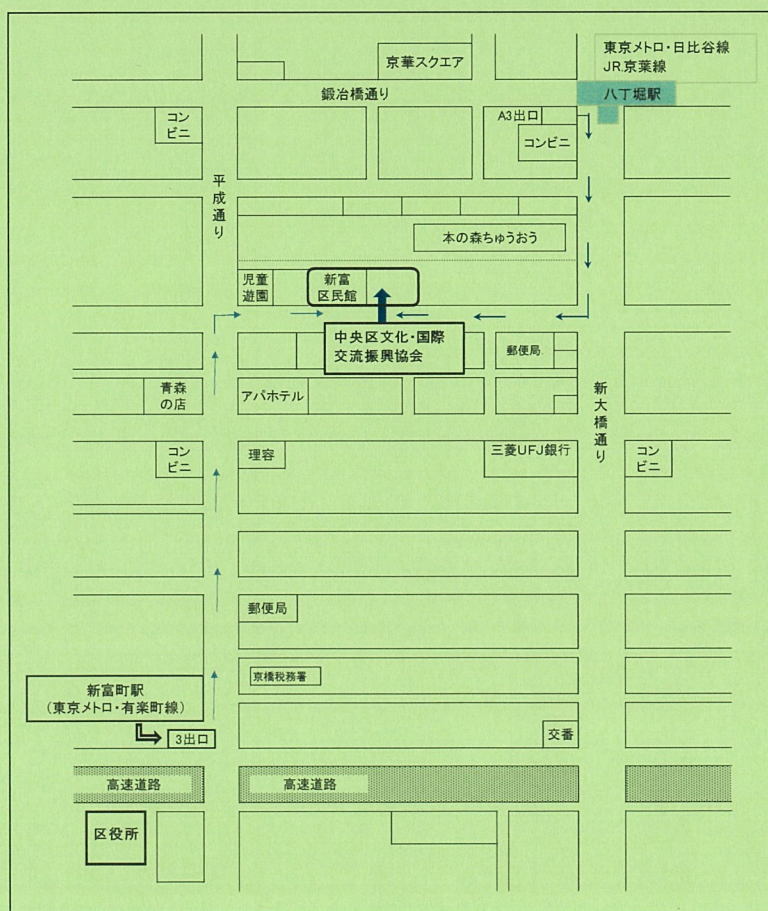 東京メトロ・日比谷線
JR京葉線
八丁堀駅
京華スクエア
鍛冶橋通り
コン
ビニ
A3出口
コンビニ
平成通り
本の森ちゅうおう
児童
遊園
新富
区民館
中央区文化・国際
交流振興協会
郵便局
青森
の店
アパホテル
新大橋通り
コン
ビニ
理容
三菱UFJ銀行
コン
ビニ
郵便局
京橋税務署
新富町駅
（東京メトロ・有楽町線）
3出口
交番
高速道路
高速道路
区役所